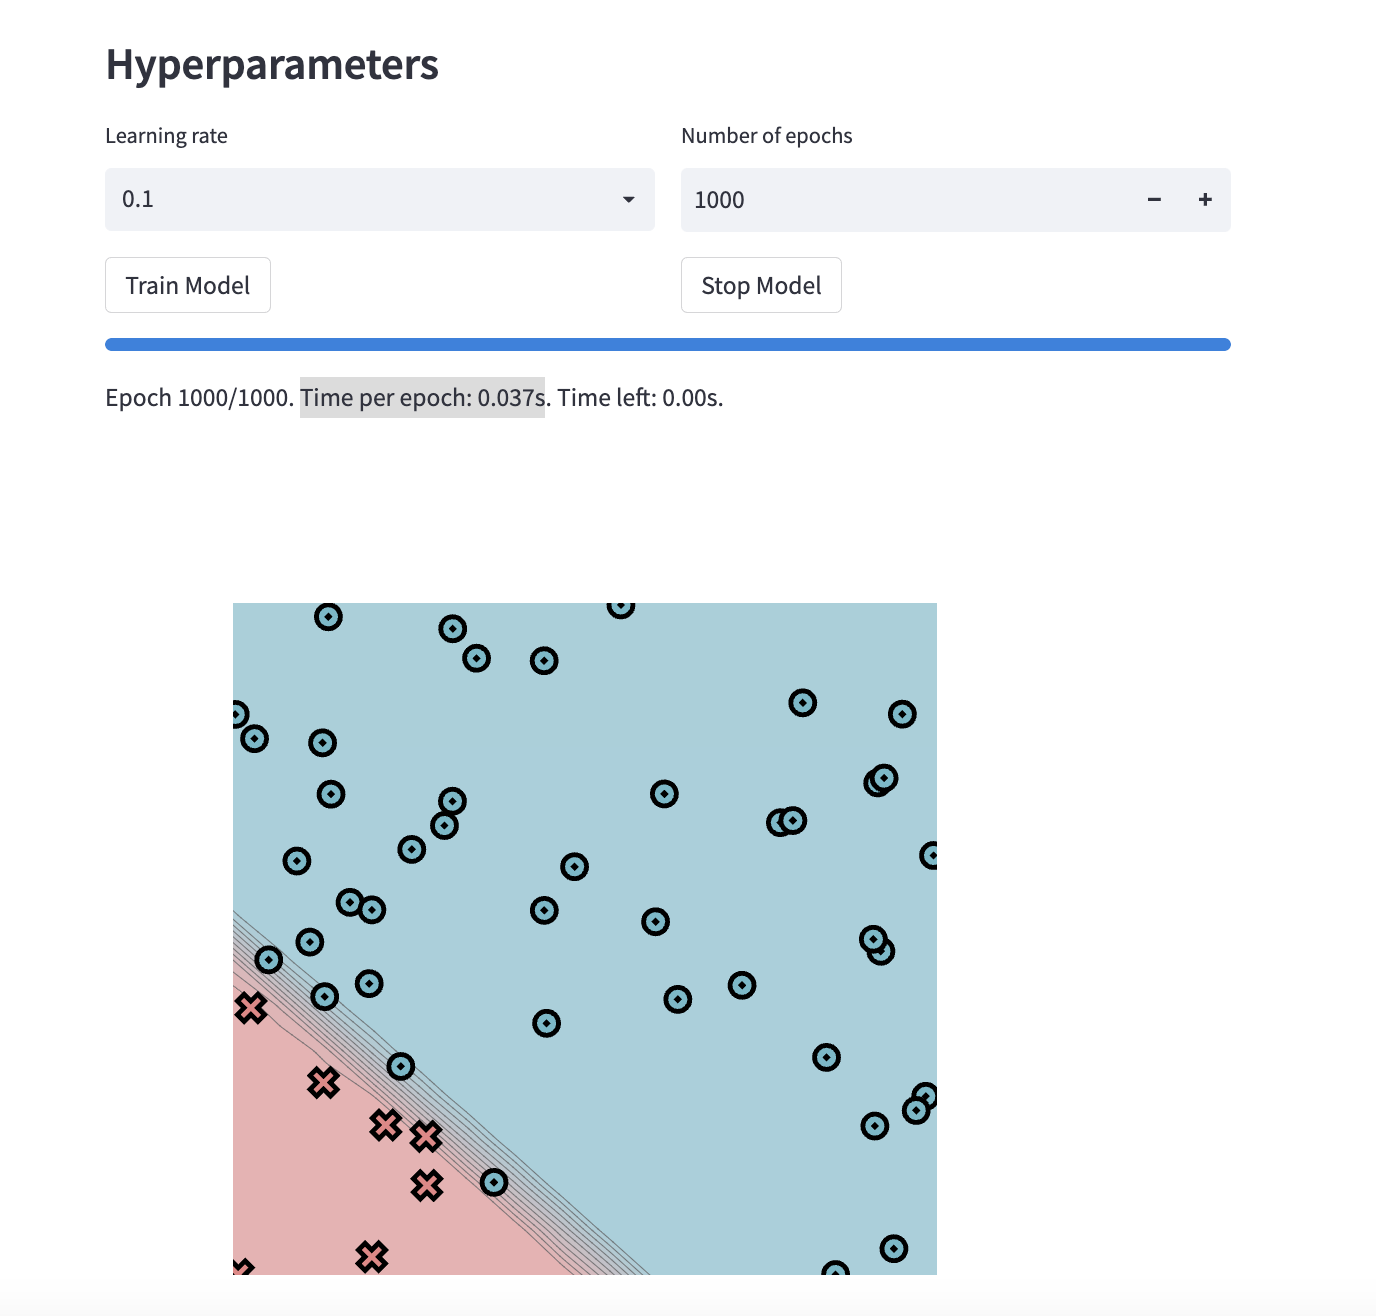 Hyperparameters
Learning rate
Number of epochs
0.1
1000
Train Model
Stop Model
Epoch 1000/1000. Time per epoch: 0.037s. Time left: 0.00s.